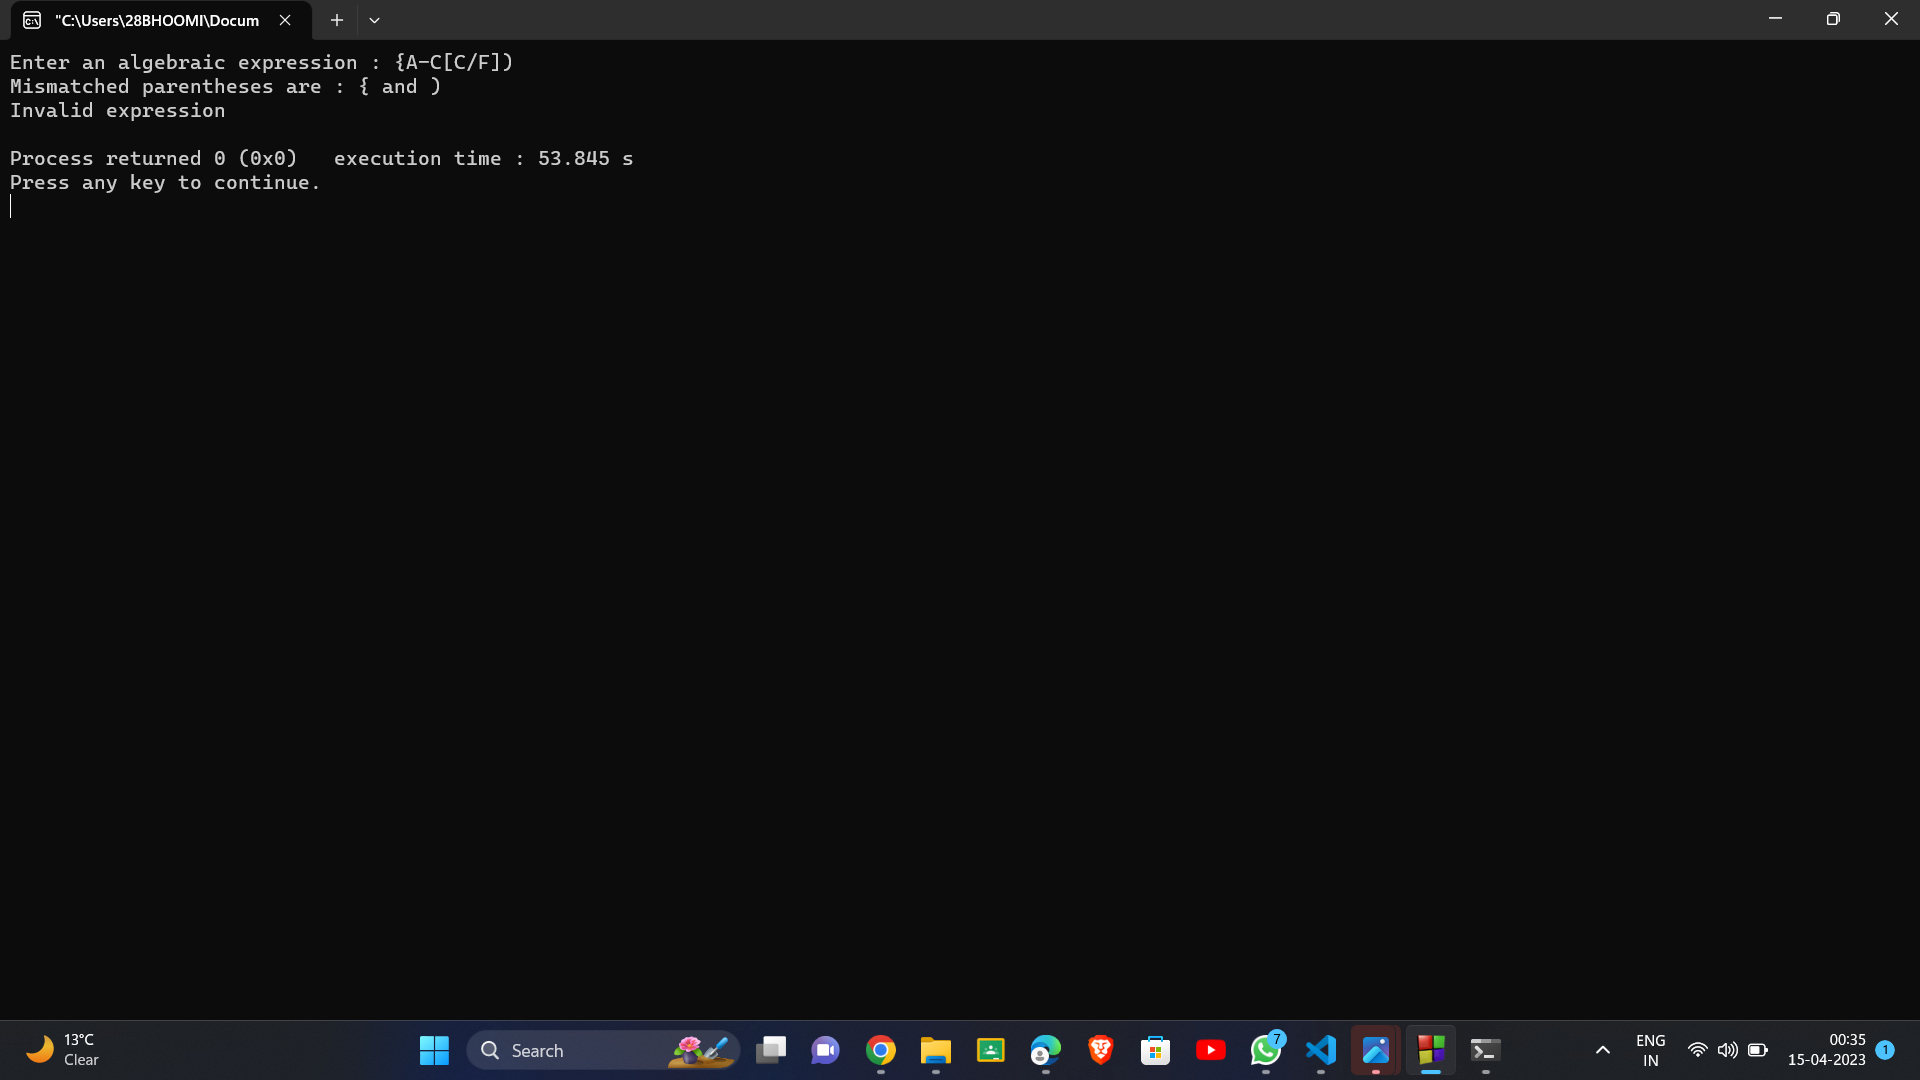 "C:\Users\28BHOOMI\Docum
Enter an algebraic expression : {A-C[C/F])
Mismatched parentheses are : { and )
Invalid expression
Process returned 0 (0x0)   execution time : 53.845 s
Press any key to continue.
13°C
Clear
Search
7
ENG
IN
00:35
15-04-2023
1